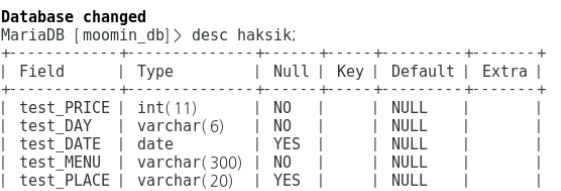 Database changed
MariaDB [moomin_db]> desc haksik;
+------------+--------------+------+-----+---------+-------+
| Field | Type | Null | Key | Default | Extra |
+------------+--------------+------+-----+---------+-------+
| test_PRICE | int(11) | NO | | NULL | |
| test_DAY | varchar(6) | NO | | NULL | |
| test_DATE | date | YES | | NULL | |
| test_MENU | varchar(300) | NO | | NULL | |
| test_PLACE | varchar(20) | YES | | NULL | |